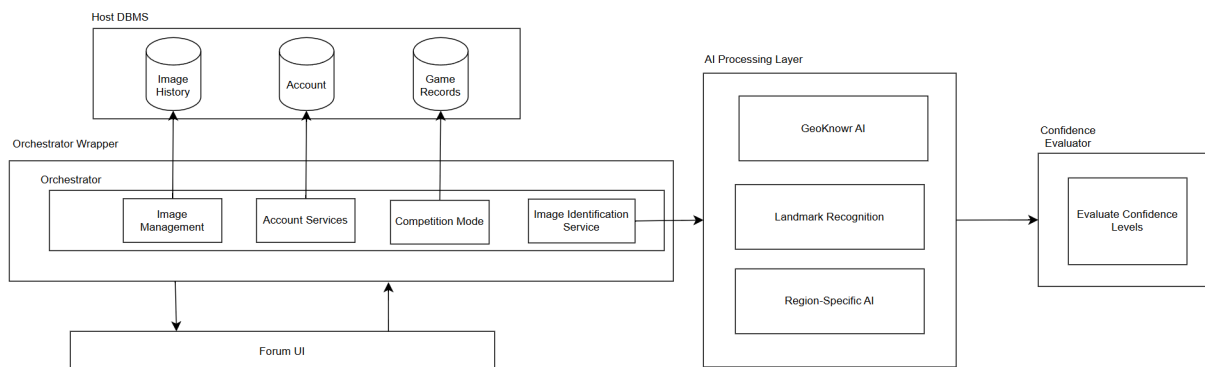 Host DBMS
Image
History
Account
Game
Records
Orchestrator Wrapper
Orchestrator
Image
Management
Account Services
Competition Mode
Image Identification
Service
Forum UI
AI Processing Layer
GeoKnowr AI
Landmark Recognition
Region-Specific AI
Confidence
Evaluator
Evaluate Confidence
Levels